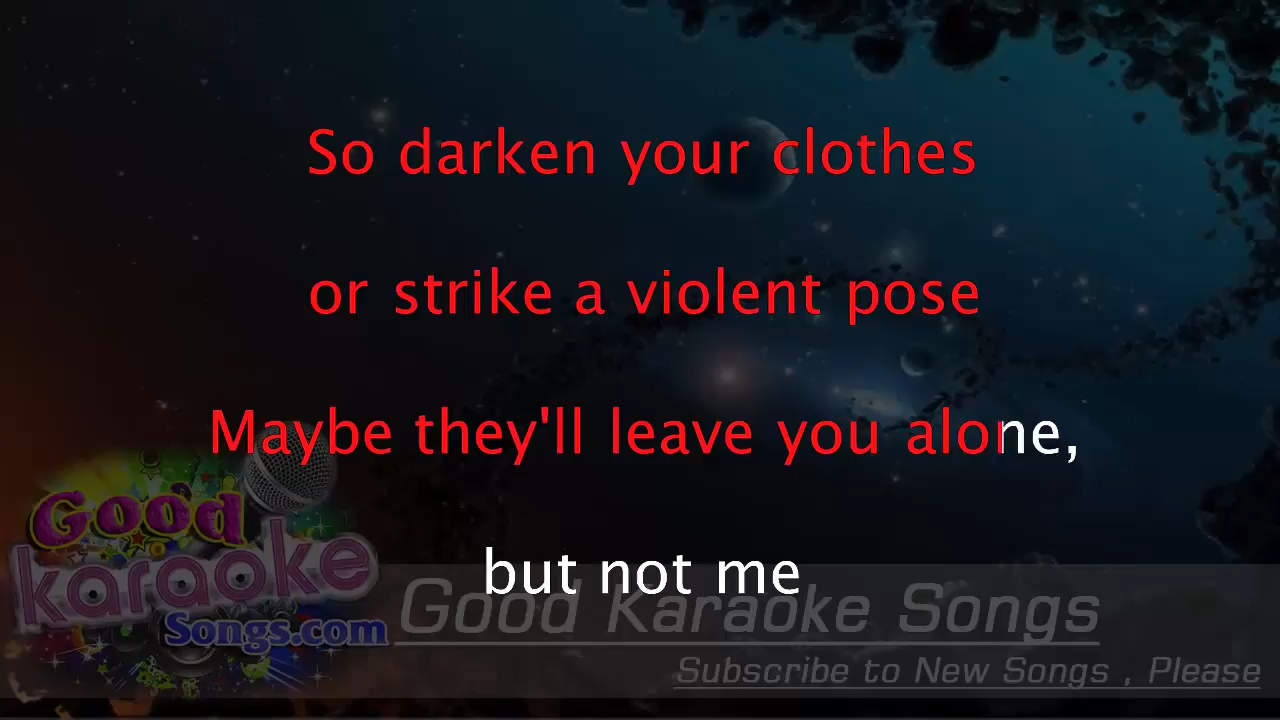 So darken your clothes
or strike a violent pose
Maybe they'll leave you alone,
but not me
Good
karaoke
Songs.com
Good Karaoke Songs
Subscribe to New Songs , Please